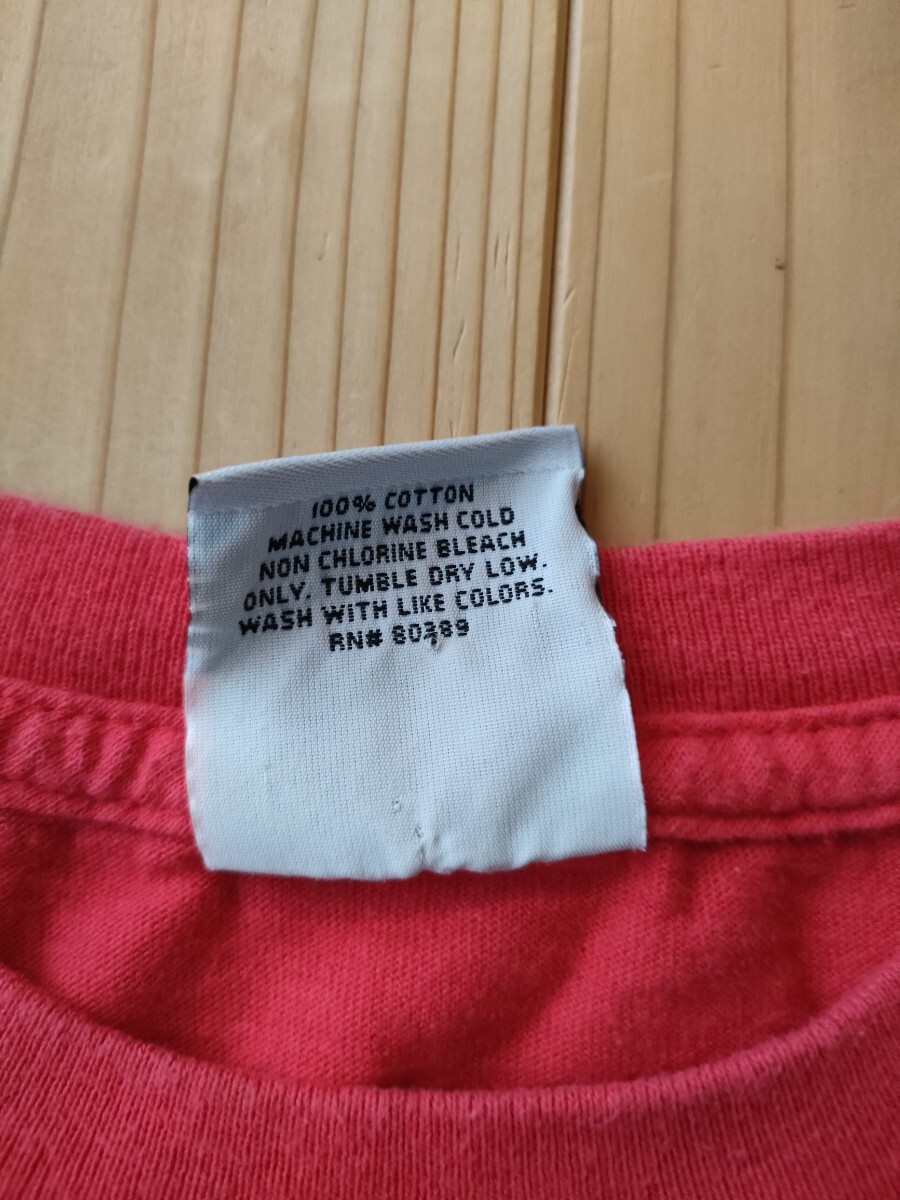 100% COTTON
MACHINE WASH COLD
NON CHLORINE BLEACH
ONLY. TUMBLE DRY LOW.
WASH WITH LIKE COLORS.
RN# 80389